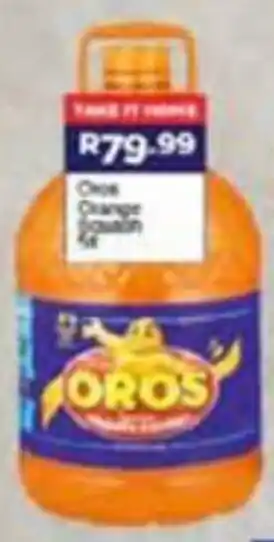 TAKE IT HOME
R79.99
Oros
Orange
Squash
5ℓ
OROS